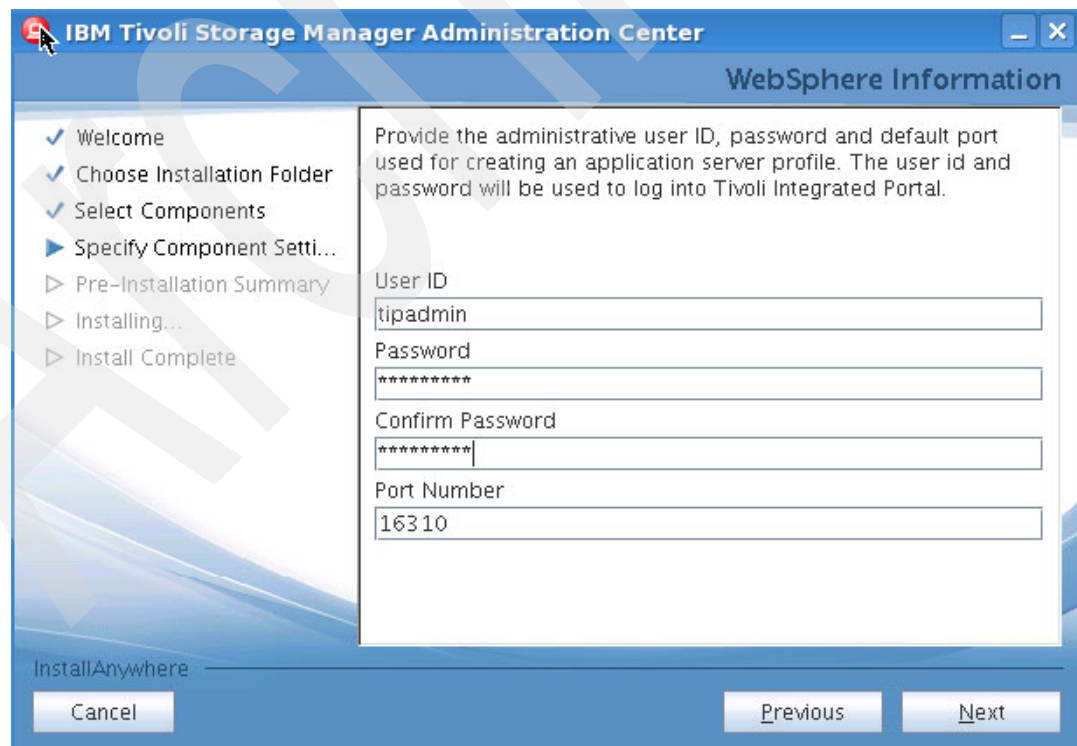 IBM Tivoli Storage Manager Administration Center
WebSphere Information
Welcome
Choose Installation Folder
Select Components
Specify Component Setti...
Pre-Installation Summary
Installing...
Install Complete
Provide the administrative user ID, password and default port
used for creating an application server profile. The user id and
password will be used to log into Tivoli Integrated Portal.
User ID
tipadmin
Password
*********
Confirm Password
*********
Port Number
16310
InstallAnywhere
Cancel
Previous
Next